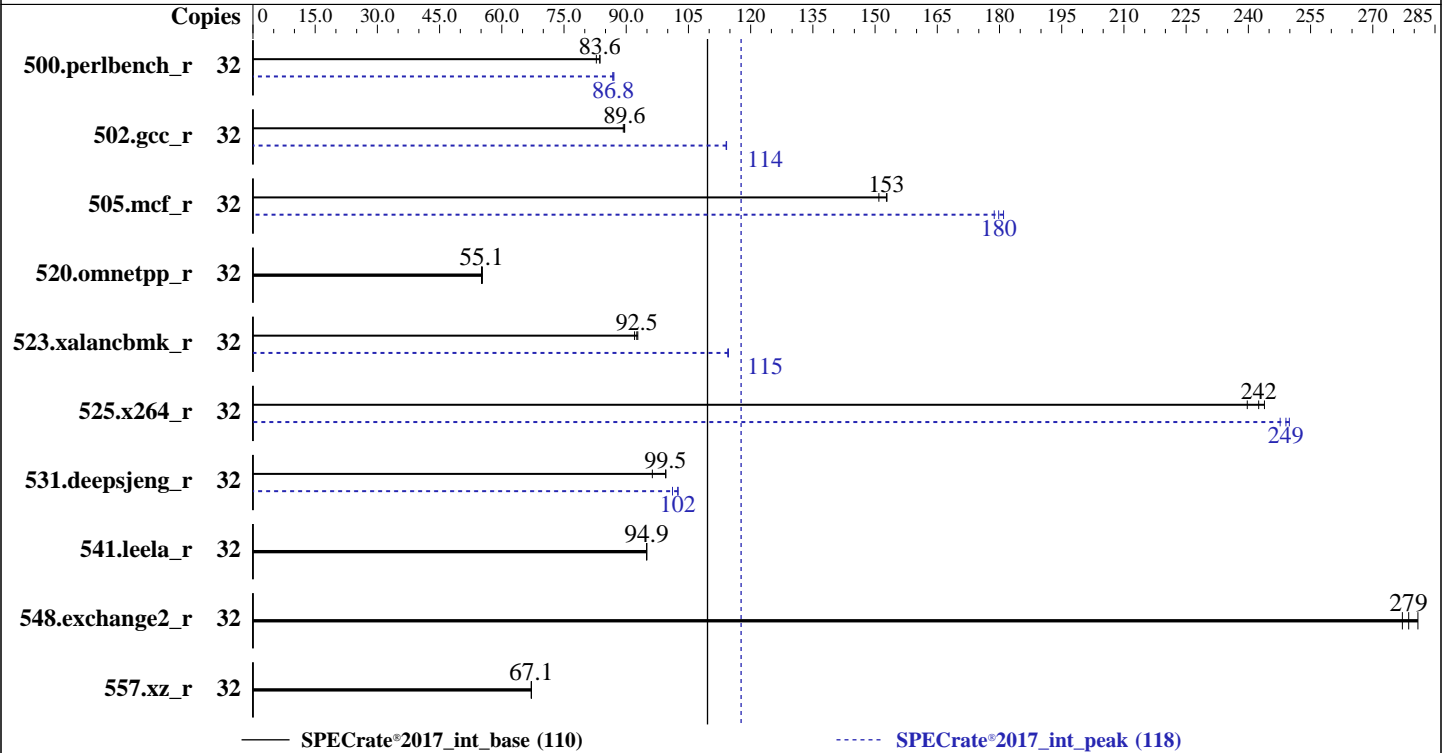 Copies 0 15.0 30.0 45.0 60.0 75.0 90.0 105 120 135 150 165 180 195 210 225 240 255 270 285
83.6
500.perlbench_r 32
86.8
89.6
502.gcc_r 32
114
153
505.mcf_r 32
180
55.1
520.omnetpp_r 32
92.5
523.xalancbmk_r 32
115
242
525.x264_r 32
249
99.5
531.deepsjeng_r 32
102
94.9
541.leela_r 32
279
548.exchange2_r 32
67.1
557.xz_r 32
SPECrate®2017_int_base (110) SPECrate®2017_int_peak (118)